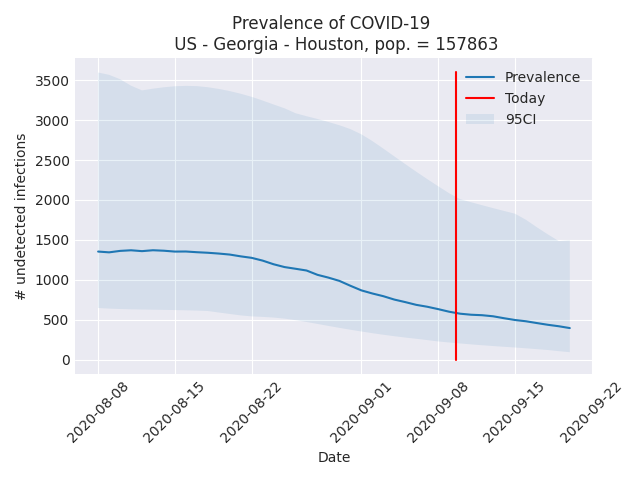 Prevalence of COVID-19
US - Georgia - Houston, pop. = 157863
Prevalence
Today
95CI
# undetected infections
3500
3000
2500
2000
1500
1000
500
0
2020-08-08
2020-08-15
2020-08-22
2020-09-01
2020-09-08
2020-09-15
2020-09-22
Date